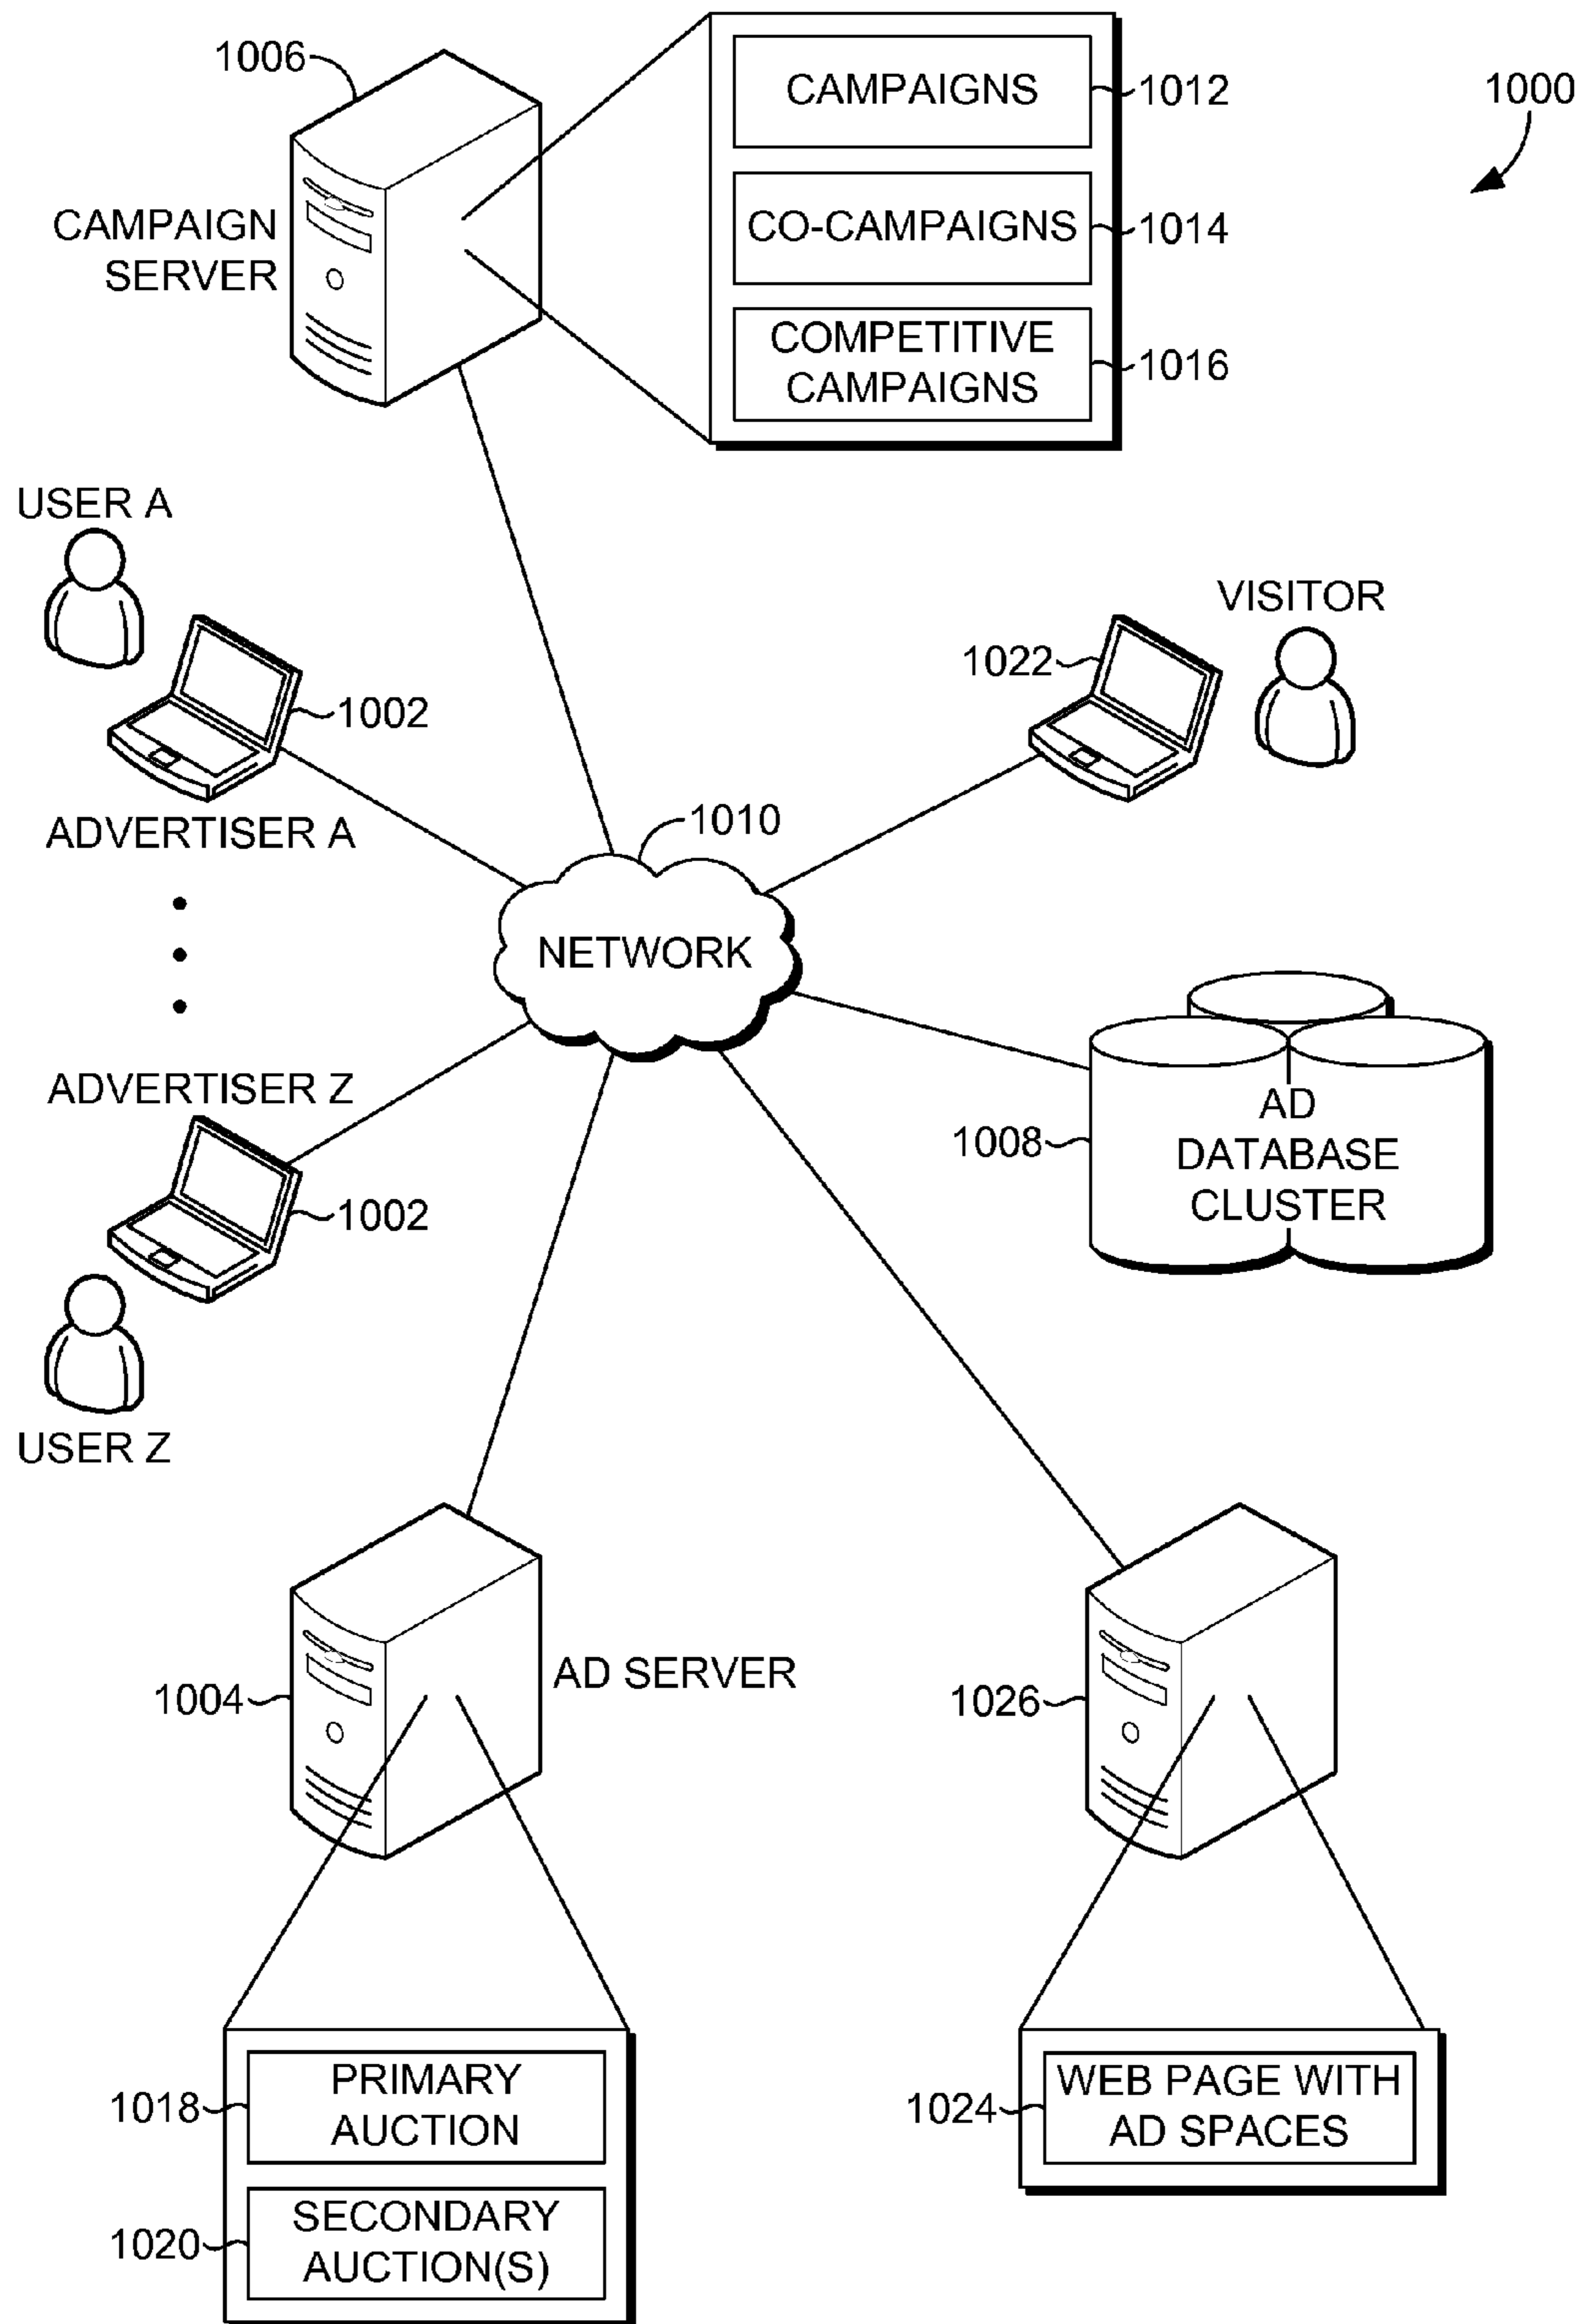 1006
CAMPAIGNS
1012
1000
CAMPAIGN
SERVER
CO-CAMPAIGNS
1014
COMPETITIVE
CAMPAIGNS
1016
USER A
VISITOR
1022
1002
ADVERTISER A
1010
NETWORK
ADVERTISER Z
1002
USER Z
1008
AD
DATABASE
CLUSTER
1004
AD SERVER
1026
1018
PRIMARY
AUCTION
1020
SECONDARY
AUCTION(S)
1024
WEB PAGE WITH
AD SPACES